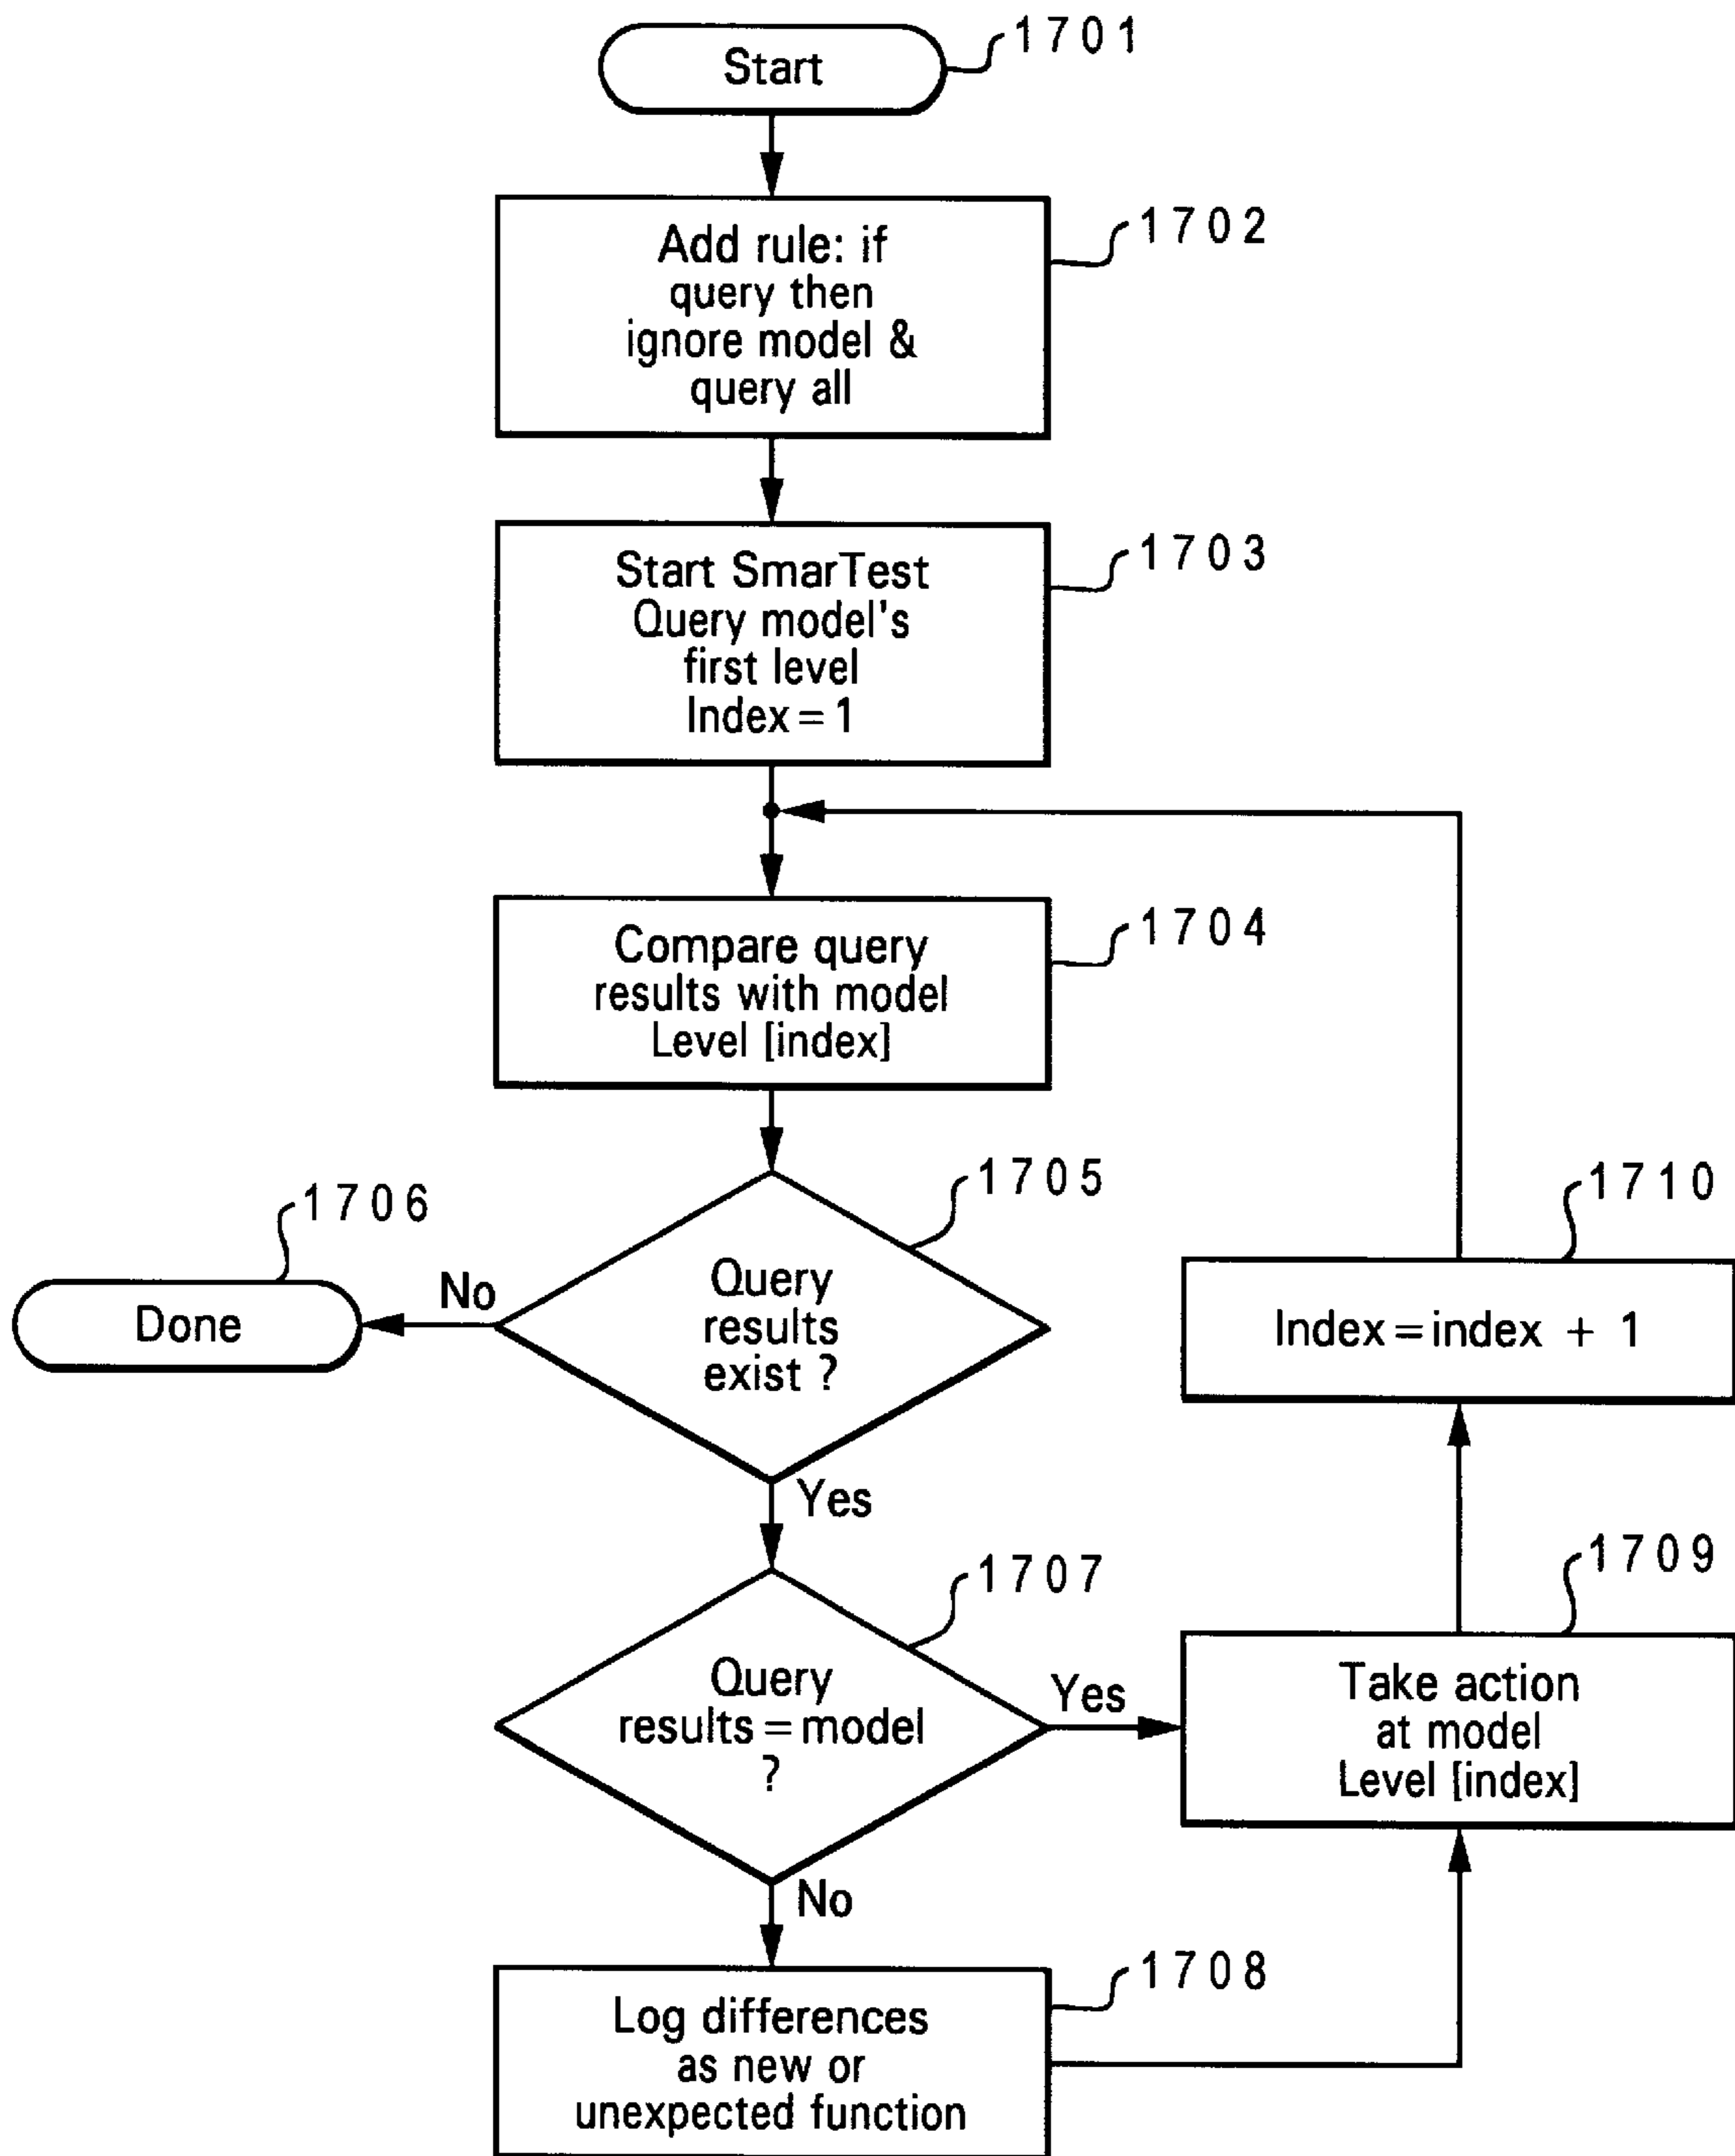 Start
1701
Add rule: if
query then
ignore model &
query all
1702
Start SmarTest
Query model's
first level
Index=1
1703
Compare query
results with model
Level [index]
1704
Query
results
exist ?
1705
No
Done
1706
Yes
Query
results=model
?
1707
Yes
No
Log differences
as new or
unexpected function
1708
Take action
at model
Level [index]
1709
Index=index + 1
1710